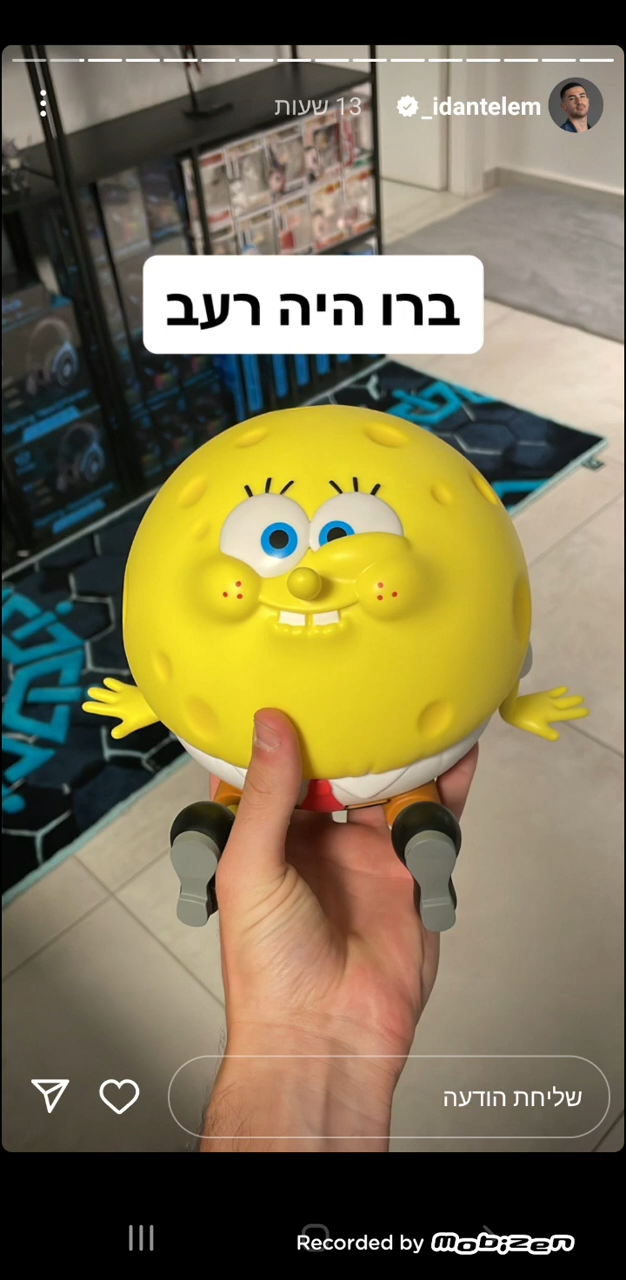 _idantelem
13 שעות
ברו היה רעב
שליחת הודעה
Recorded by mobizen